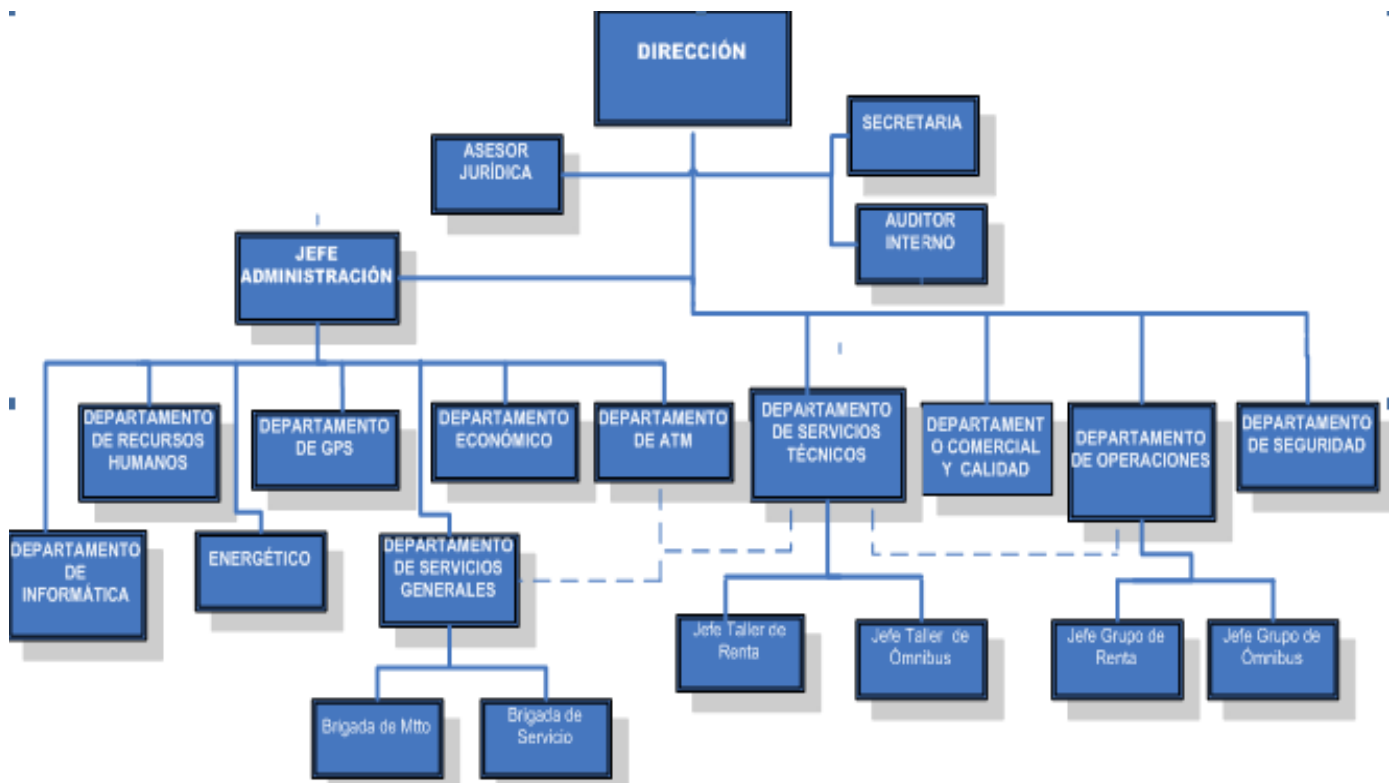 DIRECCIÓN
SECRETARIA
ASESOR
JURÍDICA
AUDITOR
INTERNO
JEFE
ADMINISTRACIÓN
DEPARTAMENTO
DE RECURSOS
HUMANOS
DEPARTAMENTO
DE GPS
DEPARTAMENTO
ECONÓMICO
DEPARTAMENTO
DE ATM
DEPARTAMENTO
DE SERVICIOS
TÉCNICOS
DEPARTAMENT
O COMERCIAL
Y CALIDAD
DEPARTAMENTO
DE OPERACIONES
DEPARTAMENTO
DE SEGURIDAD
DEPARTAMENTO
DE
INFORMÁTICA
ENERGÉTICO
DEPARTAMENTO
DE SERVICIOS
GENERALES
Jefe Taller de
Renta
Jefe Taller de
Ómnibus
Jefe Grupo de
Renta
Jefe Grupo de
Ómnibus
Brigada de Mtto
Brigada de
Servicio